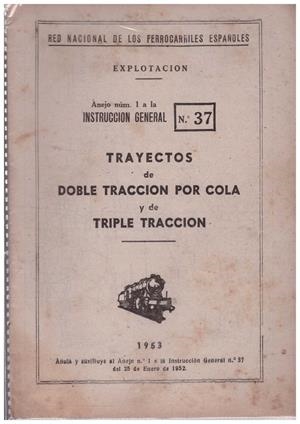 RED NACIONAL DE LOS FERROCARRILES ESPAÑOLES
EXPLOTACION
Anejo núm. 1 a la
INSTRUCCION GENERAL
N.º 37
TRAYECTOS
de
DOBLE TRACCION POR COLA
y de
TRIPLE TRACCION
1953
Anula y sustituye al Anejo n.º 1 a la Instrucción General n.º 37
del 25 de Enero de 1952.